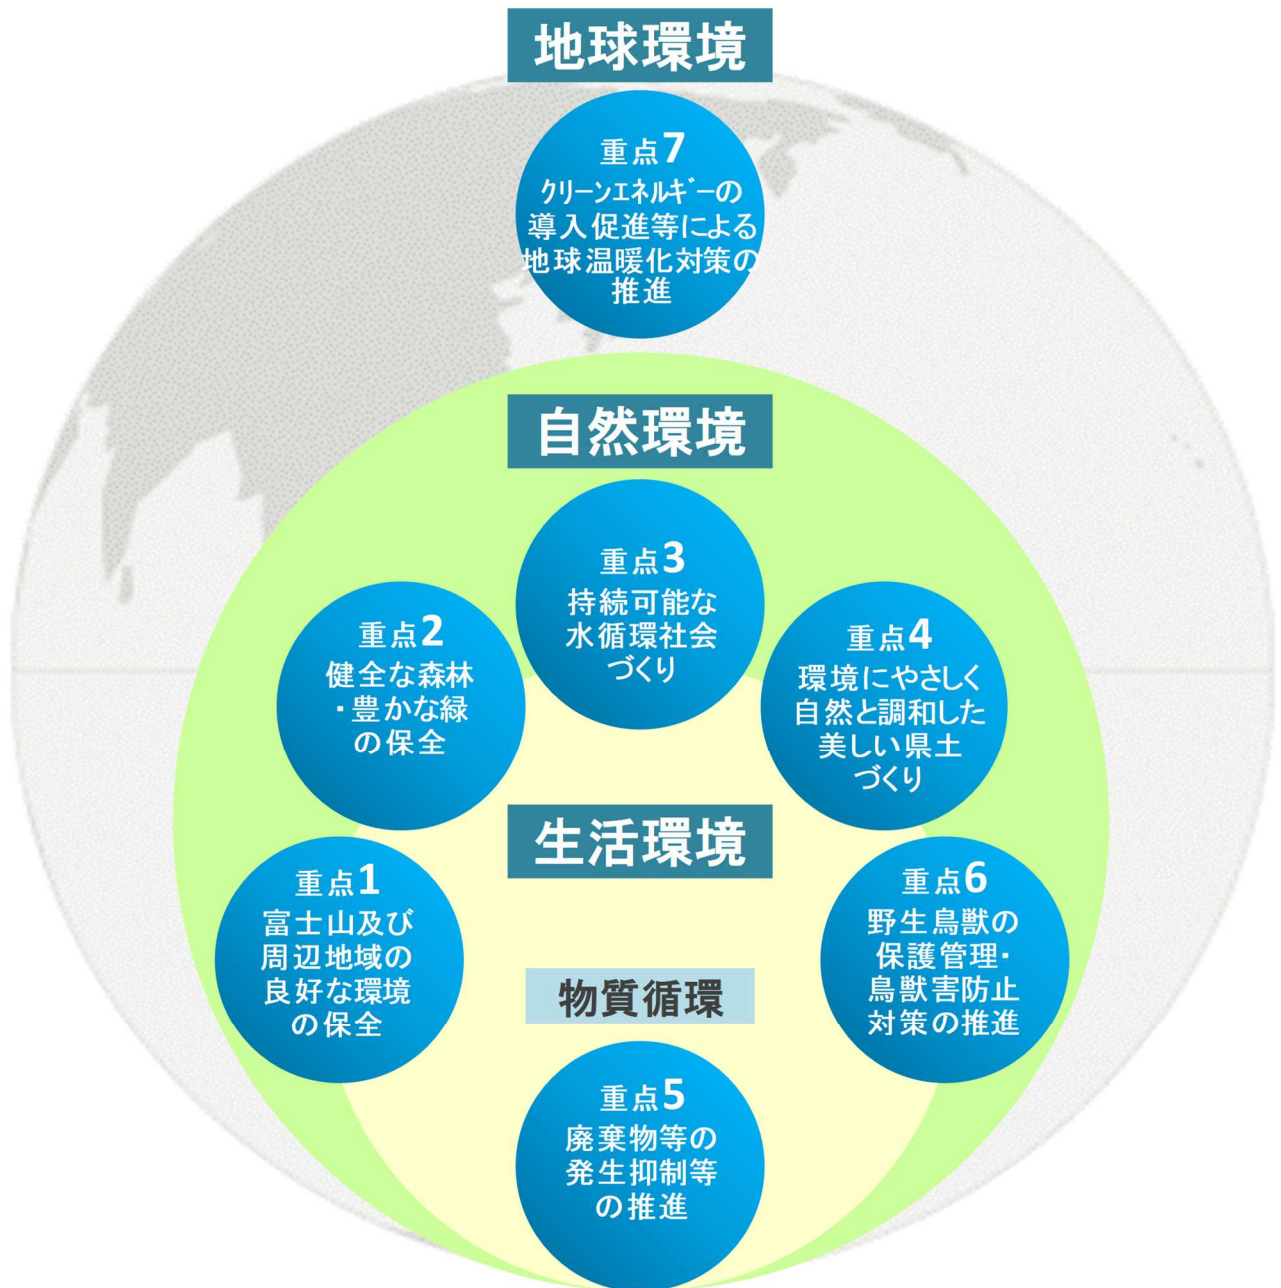 地球環境
重点7
クリーンエネルギーの
導入促進等による
地球温暖化対策の
推進
自然環境
重点3
持続可能な
水循環社会
づくり
重点2
健全な森林
・豊かな緑
の保全
重点4
環境にやさしく
自然と調和した
美しい県土
づくり
生活環境
重点1
富士山及び
周辺地域の
良好な環境
の保全
重点6
野生鳥獣の
保護管理・
鳥獣害防止
対策の推進
物質循環
重点5
廃棄物等の
発生抑制等
の推進